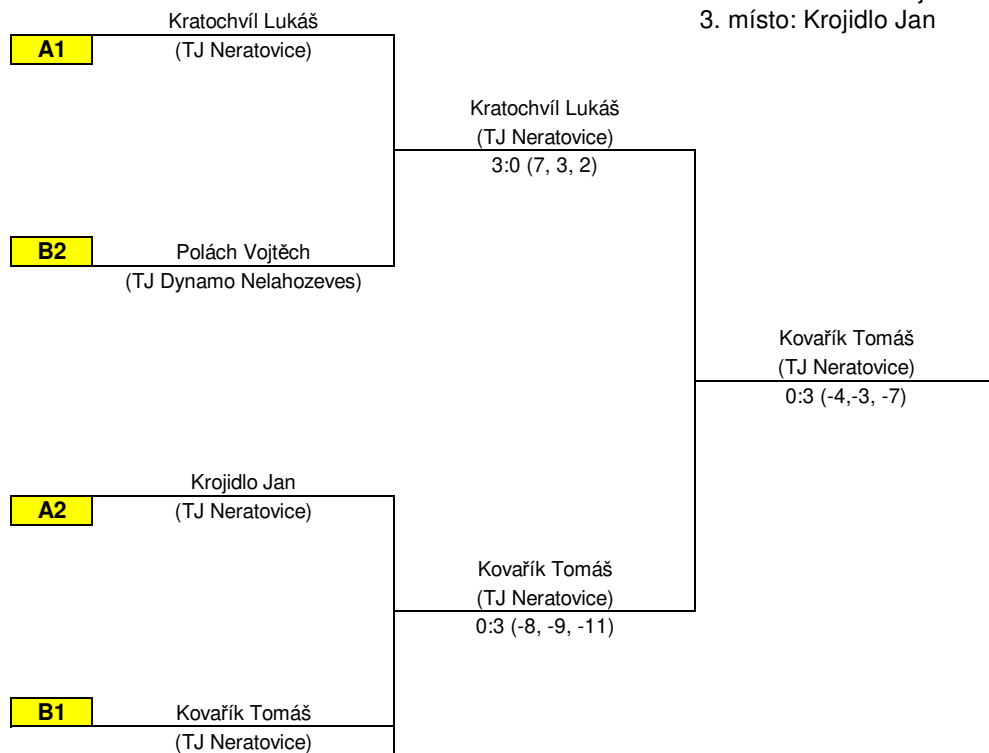 3. místo: Krojidlo Jan
Kratochvíl Lukáš
A1
(TJ Neratovice)
Kratochvíl Lukáš
(TJ Neratovice)
3:0 (7, 3, 2)
B2
Polách Vojtěch
(TJ Dynamo Nelahozeves)
Kovařík Tomáš
(TJ Neratovice)
0:3 (-4,-3, -7)
Krojidlo Jan
A2
(TJ Neratovice)
Kovařík Tomáš
(TJ Neratovice)
0:3 (-8, -9, -11)
B1
Kovařík Tomáš
(TJ Neratovice)